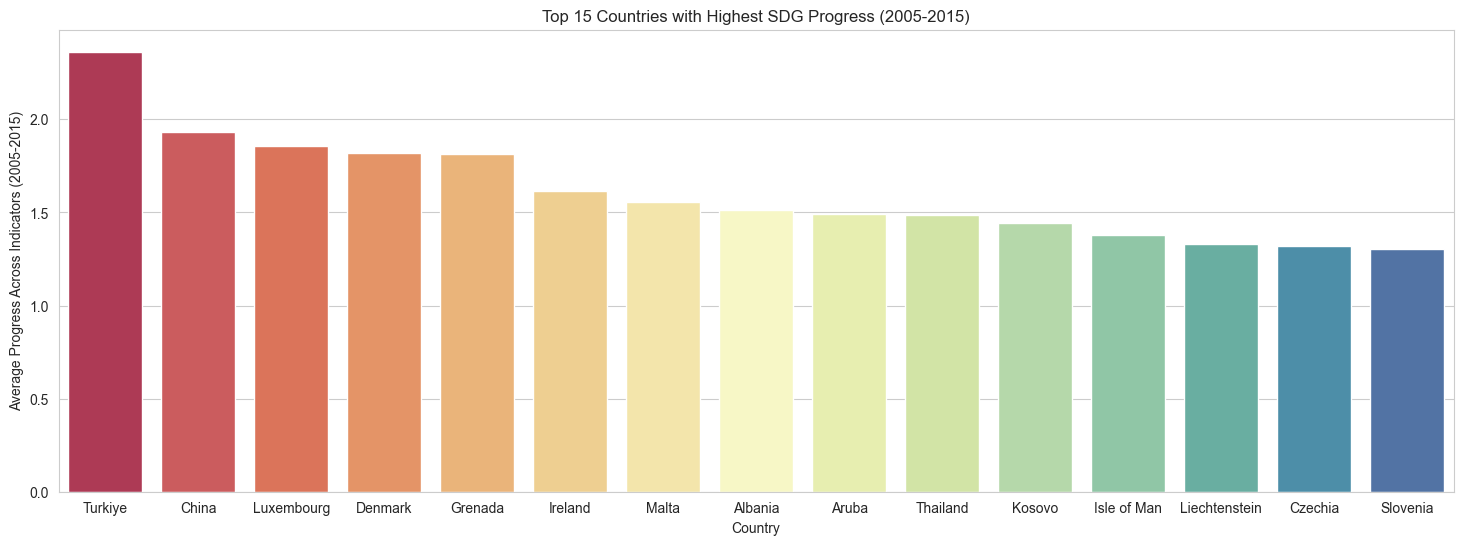 Top 15 Countries with Highest SDG Progress (2005-2015)
Average Progress Across Indicators (2005-2015)
2.0
1.5
1.0
0.5
0.0
Turkiye China Luxembourg Denmark Grenada Ireland Malta Albania Aruba Thailand Kosovo Isle of Man Liechtenstein Czechia Slovenia
Country